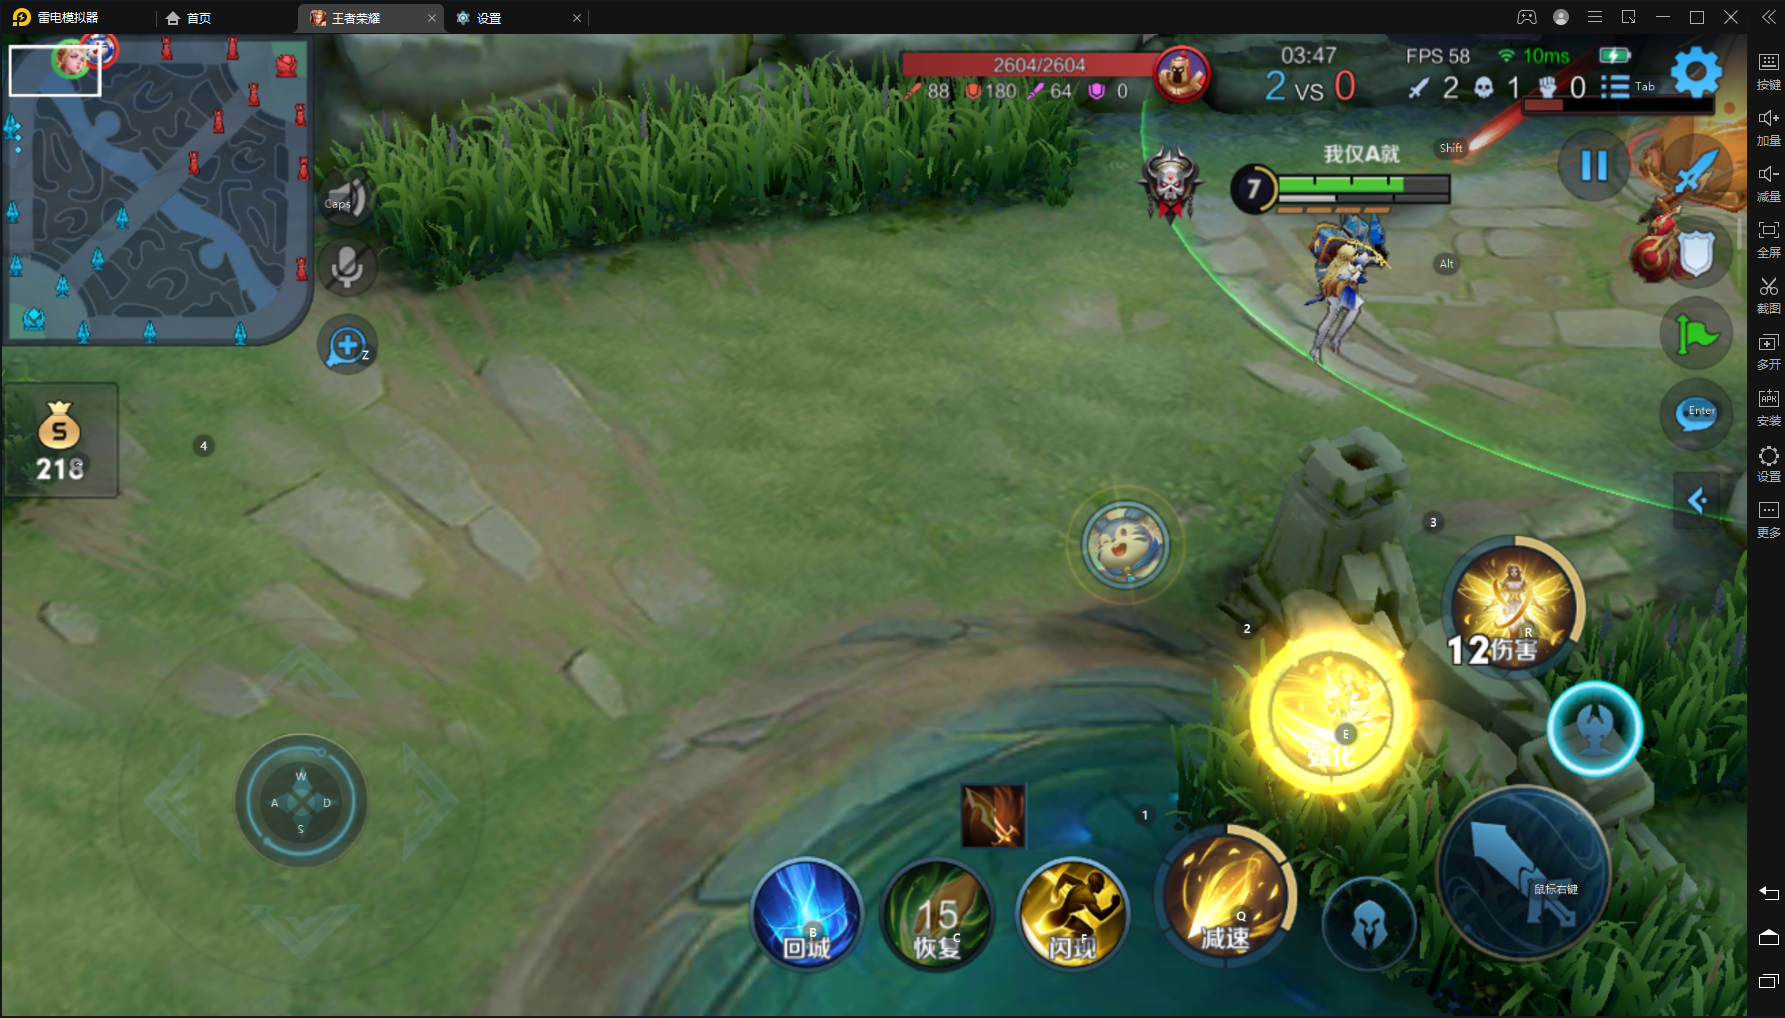 雷电模拟器
首页
王者荣耀
设置
2604/2604
88 180 64 0
03:47
2 VS 0
FPS 58
10ms
2 1 0
Tab
按键
加量
减量
全屏
截图
多开
APK
安装
设置
更多
Caps
Z
我仅A就
7
Shift
Alt
Enter
S
218
4
3
2
1
W
A
D
S
R
12伤害
E
强化
B
回城
15
C
恢复
F
闪现
Q
减速
鼠标右键